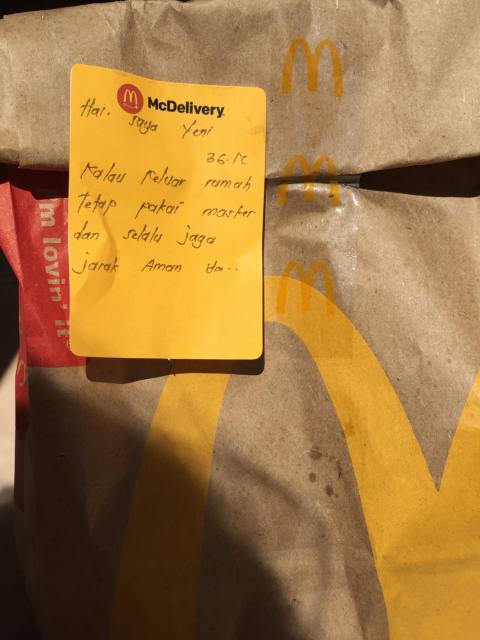 McDelivery
Hai. saya Yeni
36.1c
Kalau keluar rumah
tetap pakai masker
dan selalu jaga
jarak Aman ya..
m lovin' it